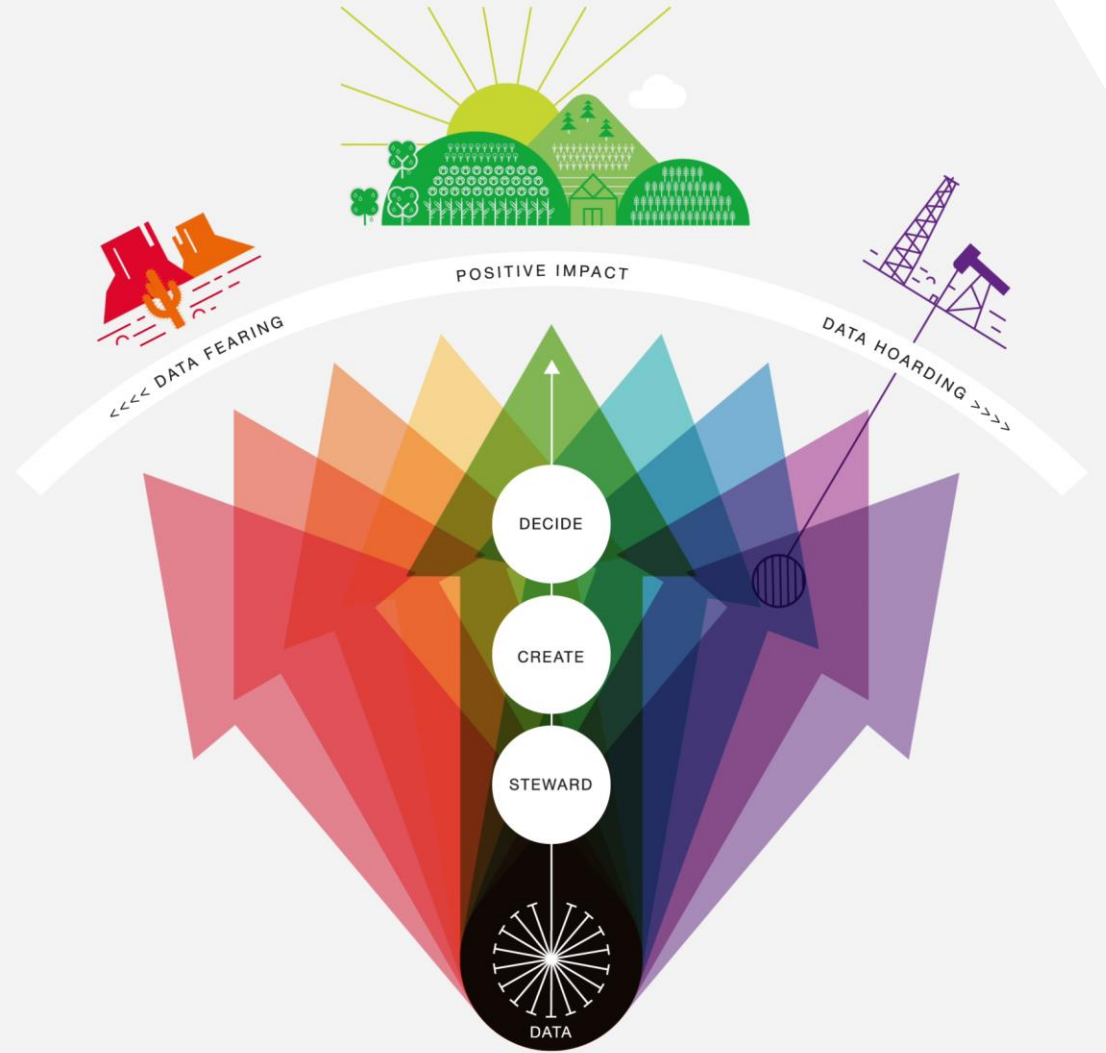 POSITIVE IMPACT
<<<< DATA FEARING
DATA HOARDING >>>>
DECIDE
CREATE
STEWARD
DATA